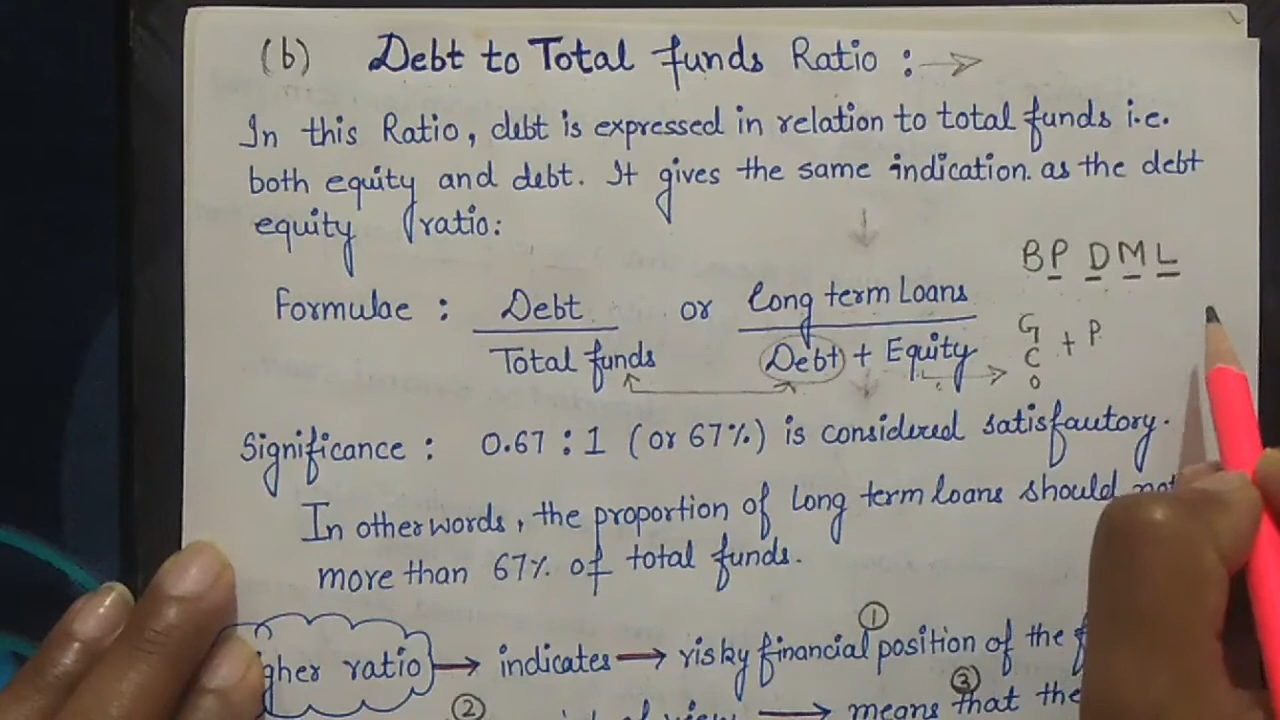 (b) Debt to Total funds Ratio :→
In this Ratio, debt is expressed in relation to total funds i.e.
both equity and debt. It gives the same indication. as the debt
equity ratio:
B P D M L
Formulae : Debt or long term Loans
Total funds Debt + Equity → G C O + P
Significance : 0.67 : 1 (or 67%) is considered satisfautory.
In other words, the proportion of long term loans should not
more than 67% of total funds.
①
gher ratio → indicates → risky financial position of the
② ③
view → means that the